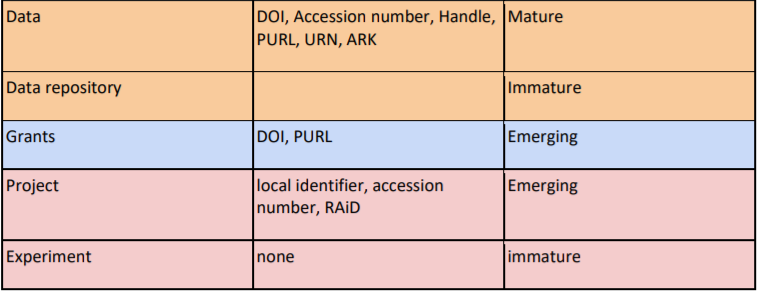 Data
DOI, Accession number, Handle,
PURL, URN, ARK
Mature
Data repository
Immature
Grants
DOI, PURL
Emerging
Project
local identifier, accession
number, RAiD
Emerging
Experiment
none
immature